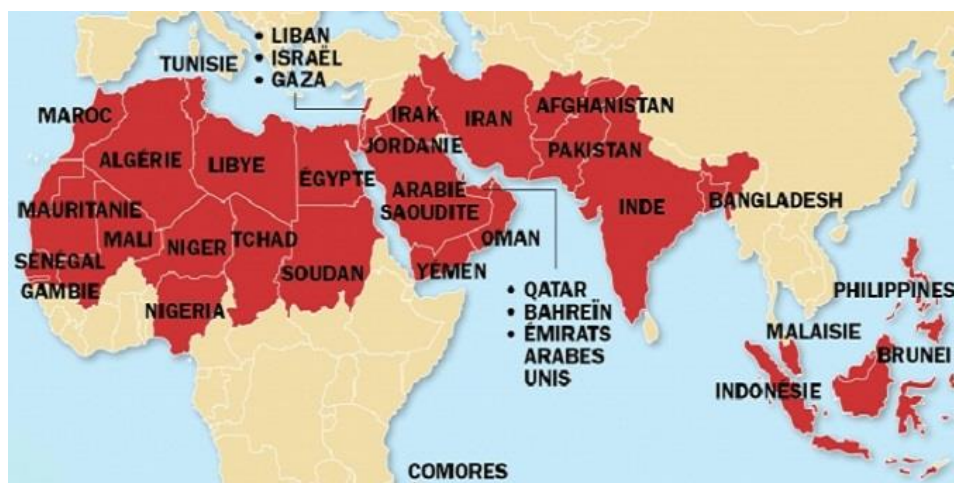 • LIBAN
• ISRAËL
• GAZA
TUNISIE
MAROC
ALGÉRIE
LIBYE
ÉGYPTE
IRAK
IRAN
AFGHANISTAN
JORDANIE
PAKISTAN
ARABIE
SAOUDITE
INDE
BANGLADESH
MAURITANIE
MALI
NIGER
TCHAD
SOUDAN
OMAN
YÉMEN
SÉNÉGAL
GAMBIE
NIGERIA
• QATAR
• BAHREÏN
• ÉMIRATS
ARABES
UNIS
PHILIPPINES
MALAISIE
BRUNEI
INDONÉSIE
COMORES